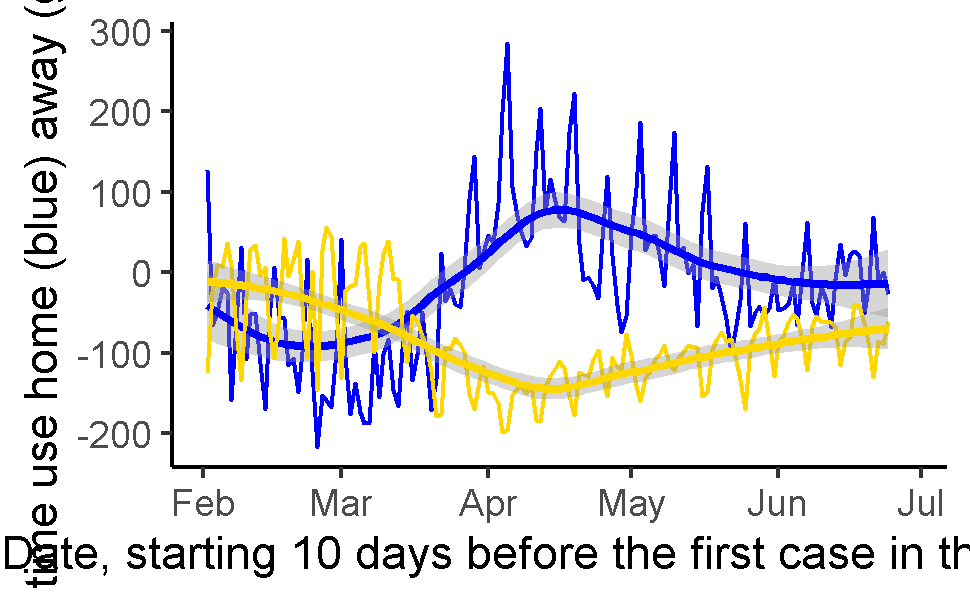 time use home (blue) away (
300
200
100
0
-100
-200
Feb Mar Apr May Jun Jul
Date, starting 10 days before the first case in th